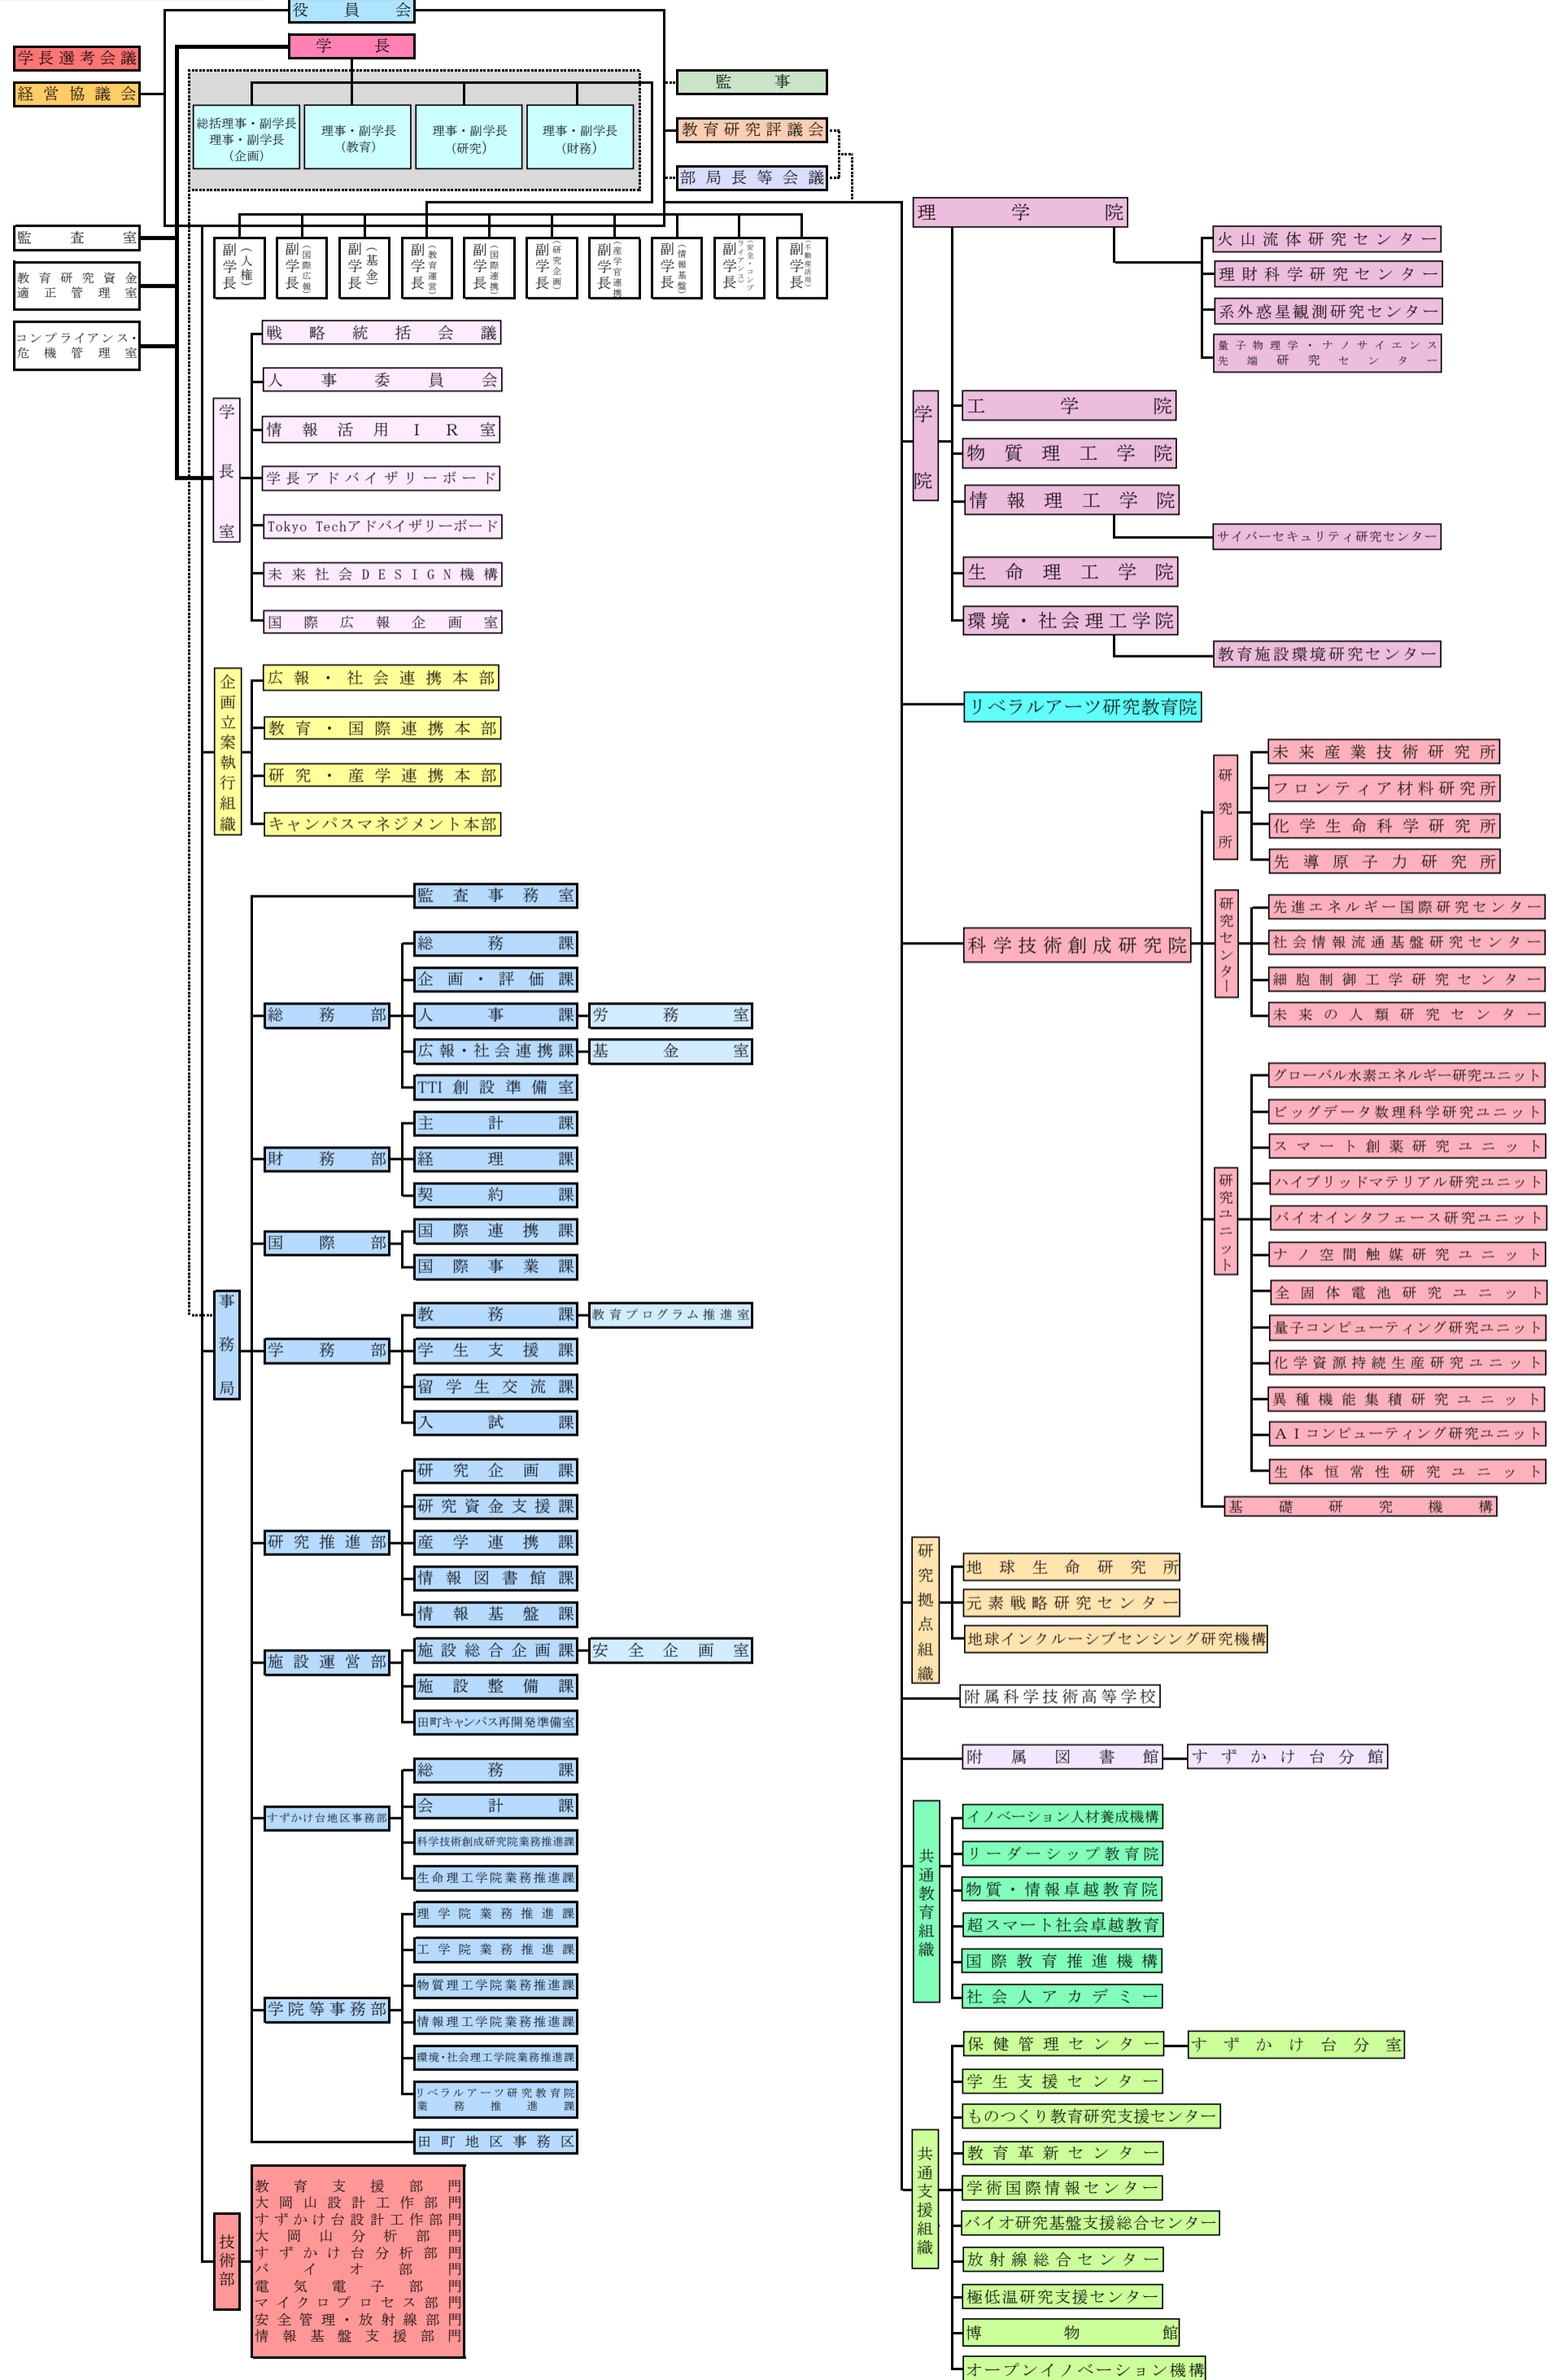 役員会
学長
学長選考会議
経営協議会
監事
総括理事・副学長
理事・副学長
(企画)
理事・副学長
(教育)
理事・副学長
(研究)
理事・副学長
(財務)
教育研究評議会
部局長等会議
監査室
教育研究資金
適正管理室
コンプライアンス・
危機管理室
副学長(人権)
副学長(国際広報)
副学長(基金)
副学長(教育運営)
副学長(国際連携)
副学長(研究企画)
副学長(産学官連携
副学長(情報基盤)
副学長(安全・コンプ
ライアンス)
副学長(不動産活用)
学長室
戦略統括会議
人事委員会
情報活用IR室
学長アドバイザリーボード
Tokyo Techアドバイザリーボード
未来社会DESIGN機構
国際広報企画室
企画立案執行組織
広報・社会連携本部
教育・国際連携本部
研究・産学連携本部
キャンパスマネジメント本部
事務局
監査事務室
総務部
総務課
企画・評価課
人事課
労務室
広報・社会連携課
基金室
TTI創設準備室
財務部
主計課
経理課
契約課
国際部
国際連携課
国際事業課
学務部
教務課
教育プログラム推進室
学生支援課
留学生交流課
入試課
研究推進部
研究企画課
研究資金支援課
産学連携課
情報図書館課
情報基盤課
施設運営部
施設総合企画課
安全企画室
施設整備課
田町キャンパス再開発準備室
すずかけ台地区事務部
総務課
会計課
科学技術創成研究院業務推進課
生命理工学院業務推進課
学院等事務部
理学院業務推進課
工学院業務推進課
物質理工学院業務推進課
情報理工学院業務推進課
環境・社会理工学院業務推進課
リベラルアーツ研究教育院
業務推進課
田町地区事務区
技術部
教育支援部門
大岡山設計工作部門
すずかけ台設計工作部門
大岡山分析部門
すずかけ台分析部門
バイオ部門
電気電子部門
マイクロプロセス部門
安全管理・放射線部門
情報基盤支援部門
学院
理学院
火山流体研究センター
理財科学研究センター
系外惑星観測研究センター
量子物理学・ナノサイエンス
先端研究センター
工学院
物質理工学院
情報理工学院
サイバーセキュリティ研究センター
生命理工学院
環境・社会理工学院
教育施設環境研究センター
リベラルアーツ研究教育院
科学技術創成研究院
研究所
未来産業技術研究所
フロンティア材料研究所
化学生命科学研究所
先導原子力研究所
研究センター
先進エネルギー国際研究センター
社会情報流通基盤研究センター
細胞制御工学研究センター
未来の人類研究センター
研究ユニット
グローバル水素エネルギー研究ユニット
ビッグデータ数理科学研究ユニット
スマート創薬研究ユニット
ハイブリッドマテリアル研究ユニット
バイオインタフェース研究ユニット
ナノ空間触媒研究ユニット
全固体電池研究ユニット
量子コンピューティング研究ユニット
化学資源持続生産研究ユニット
異種機能集積研究ユニット
AIコンピューティング研究ユニット
生体恒常性研究ユニット
基礎研究機構
研究拠点組織
地球生命研究所
元素戦略研究センター
地球インクルーシブセンシング研究機構
附属科学技術高等学校
附属図書館
すずかけ台分館
共通教育組織
イノベーション人材養成機構
リーダーシップ教育院
物質・情報卓越教育院
超スマート社会卓越教育
国際教育推進機構
社会人アカデミー
共通支援組織
保健管理センター
すずかけ台分室
学生支援センター
ものつくり教育研究支援センター
教育革新センター
学術国際情報センター
バイオ研究基盤支援総合センター
放射線総合センター
極低温研究支援センター
博物館
オープンイノベーション機構